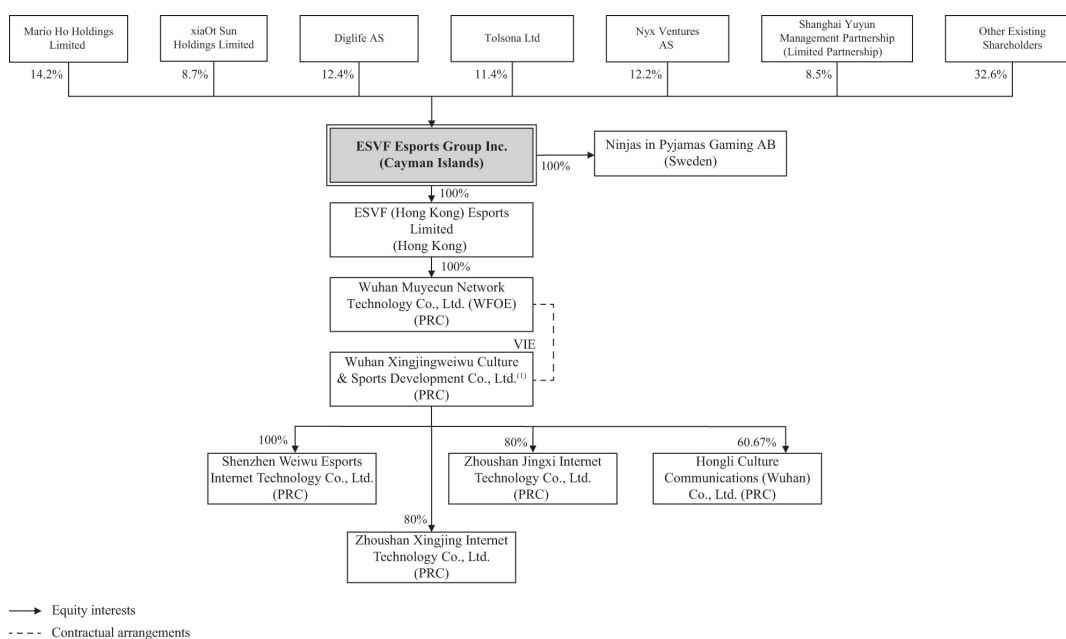 Mario Ho Holdings
Limited
xiaOt Sun
Holdings Limited
Diglife AS
Tolsona Ltd
Nyx Ventures
AS
Shanghai Yuyun
Management Partnership
(Limited Partnership)
Other Existing
Shareholders
14.2%
8.7%
12.4%
11.4%
12.2%
8.5%
32.6%
ESVF Esports Group Inc.
(Cayman Islands)
100%
Ninjas in Pyjamas Gaming AB
(Sweden)
100%
ESVF (Hong Kong) Esports
Limited
(Hong Kong)
100%
Wuhan Muyecun Network
Technology Co., Ltd. (WFOE)
(PRC)
VIE
Wuhan Xingjingweiwu Culture
& Sports Development Co., Ltd.(1)
(PRC)
100%
Shenzhen Weiwu Esports
Internet Technology Co., Ltd.
(PRC)
80%
Zhoushan Jingxi Internet
Technology Co., Ltd.
(PRC)
60.67%
Hongli Culture
Communications (Wuhan)
Co., Ltd. (PRC)
80%
Zhoushan Xingjing Internet
Technology Co., Ltd.
(PRC)
Equity interests
Contractual arrangements